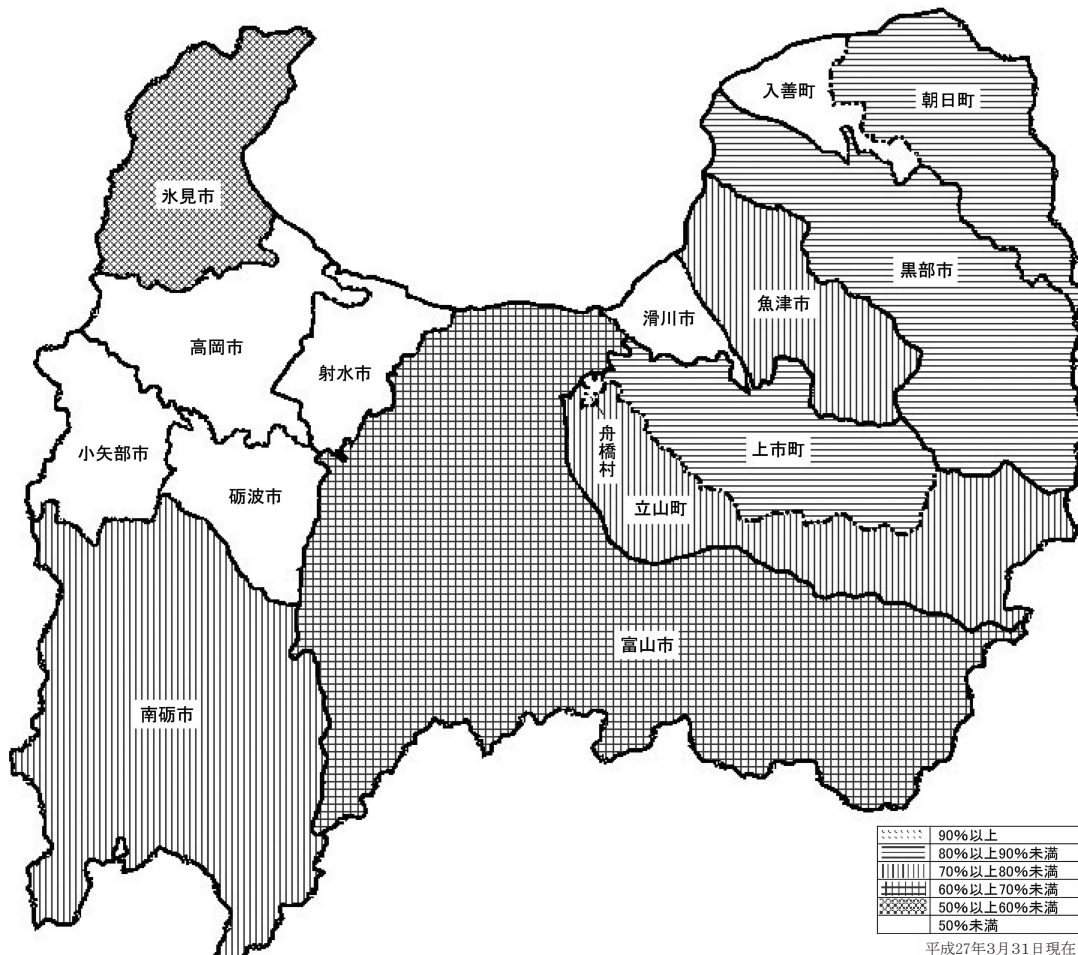 入善町
朝日町
氷見市
黒部市
魚津市
滑川市
高岡市
射水市
小矢部市
舟橋村
上市町
砺波市
立山町
富山市
南砺市
90%以上
80%以上90%未満
70%以上80%未満
60%以上70%未満
50%以上60%未満
50%未満
平成27年3月31日現在